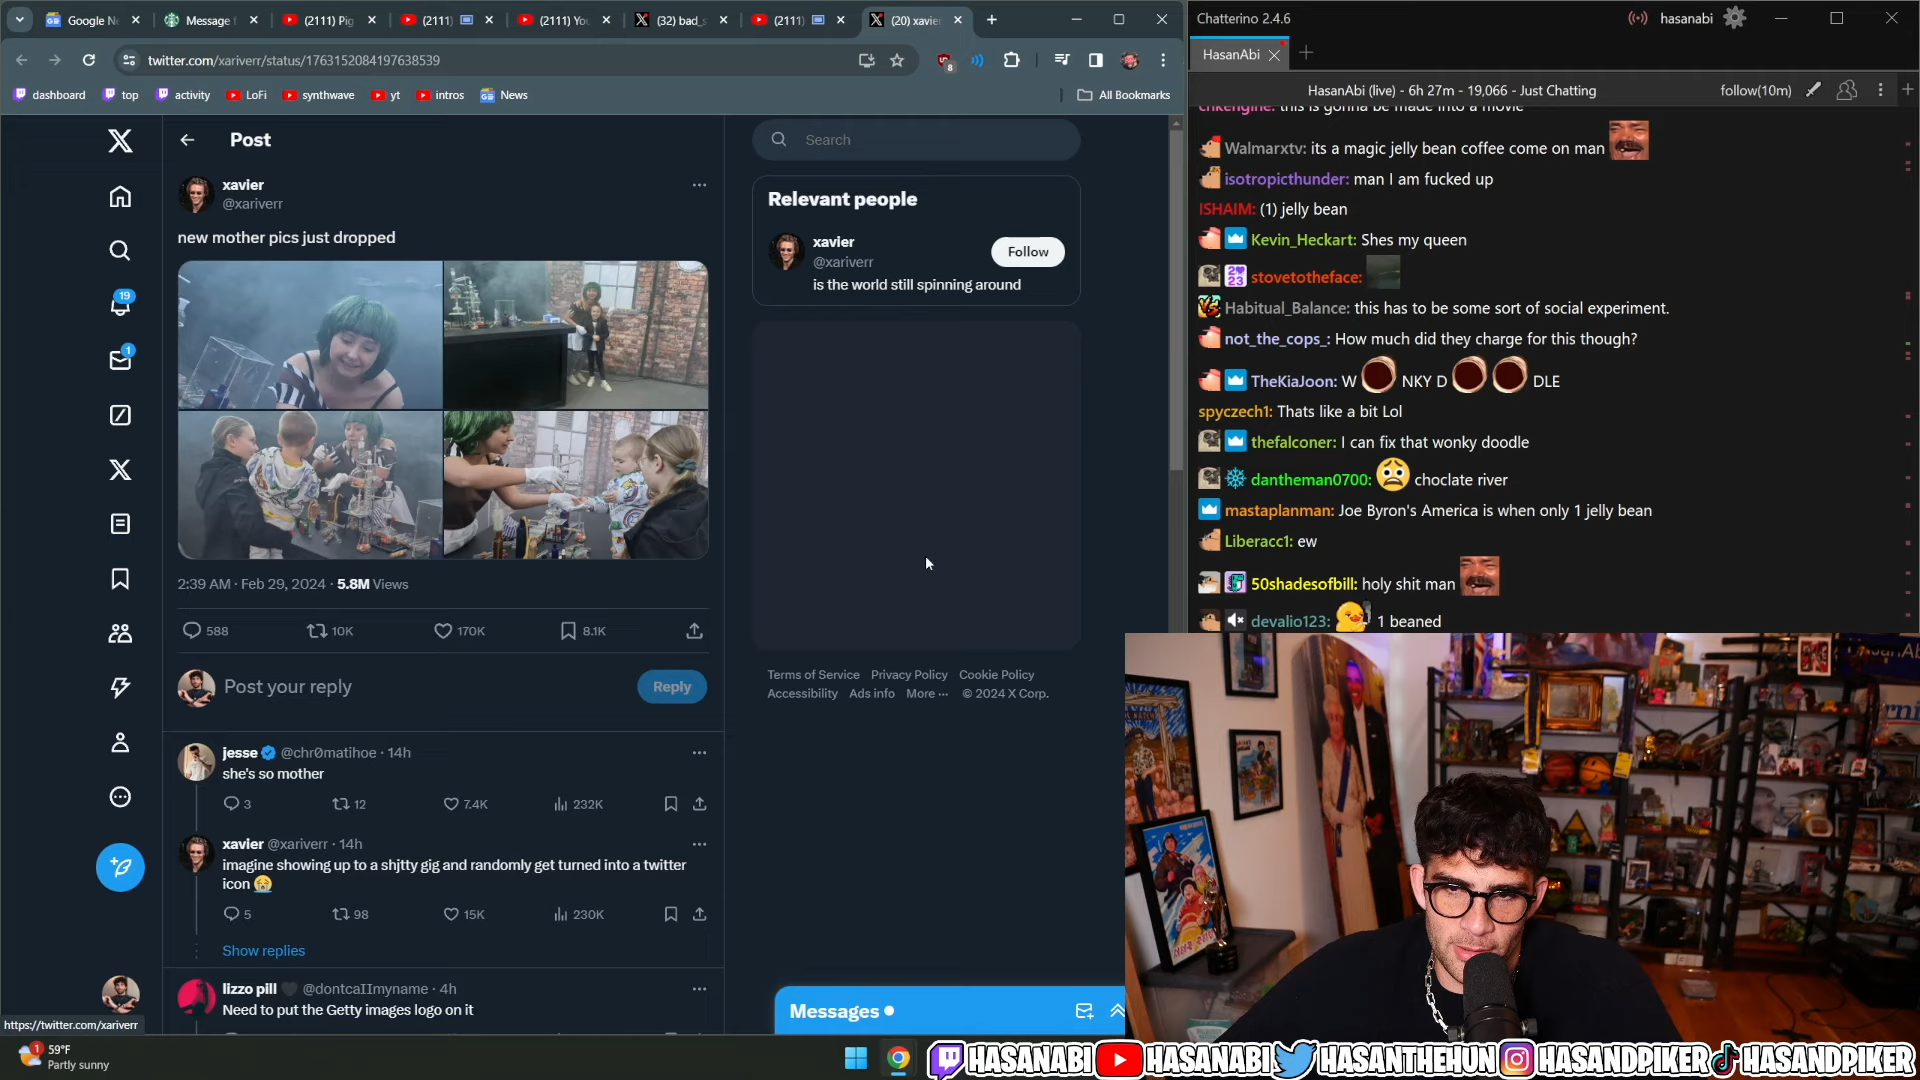 Google N
Message f
(2111) Pig
(2111)
(2111) You
(32) bad_s
(2111)
(20) xavier
twitter.com/xariverr/status/1763152084197638539
8
dashboard
top
activity
LoFi
synthwave
yt
intros
News
All Bookmarks
Post
Search
xavier
@xariverr
new mother pics just dropped
Relevant people
xavier
@xariverr
Follow
is the world still spinning around
19
1
2:39 AM · Feb 29, 2024 · 5.8M Views
588
10K
170K
8.1K
Post your reply
Reply
Terms of Service Privacy Policy Cookie Policy
Accessibility Ads info More ··· © 2024 X Corp.
jesse @chr0matihoe · 14h
she's so mother
3
12
7.4K
232K
xavier @xariverr · 14h
imagine showing up to a shjtty gig and randomly get turned into a twitter
icon
5
98
15K
230K
Show replies
lizzo pill @dontcaIImyname · 4h
Need to put the Getty images logo on it
Messages
https://twitter.com/xariverr
1
59°F
Partly sunny
Chatterino 2.4.6
hasanabi
HasanAbi
HasanAbi (live) - 6h 27m - 19,066 - Just Chatting
follow(10m)
this is gonna be made into a movie
Walmarxtv: its a magic jelly bean coffee come on man
isotropicthunder: man I am fucked up
ISHAIM: (1) jelly bean
Kevin_Heckart: Shes my queen
stovetotheface:
Habitual_Balance: this has to be some sort of social experiment.
not_the_cops_: How much did they charge for this though?
TheKiaJoon: W NKY D DLE
spyczech1: Thats like a bit Lol
thefalconer: I can fix that wonky doodle
dantheman0700: choclate river
mastaplanman: Joe Byron's America is when only 1 jelly bean
Liberacc1: ew
50shadesofbill: holy shit man
devalio123: 1 beaned
HASANABI
HASANABI
HASANTHEHUN
HASANDPIKER
HASANDPIKER